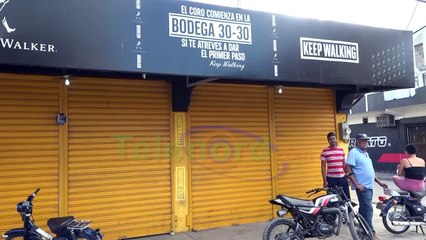 WALKER.
EL CORO COMIENZA EN LA
BODEGA 30-30
SI TE ATREVES A DAR
EL PRIMER PASO
Keep Walking
KEEP WALKING